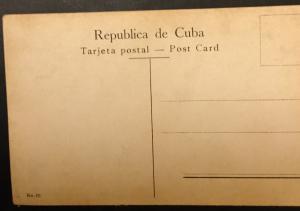 Republica de Cuba
Tarjeta postal — Post Card